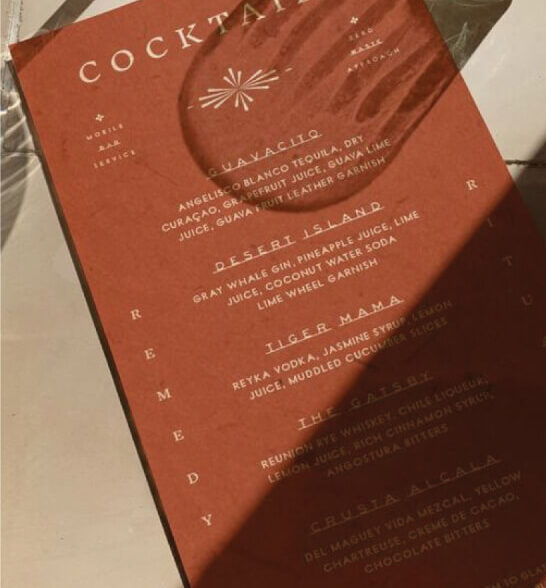 COCKTAIL
ZERO
WASTE
APPROACH
MOBILE
BAR
SERVICE
GUAVACITO
ANGELISCO BLANCO TEQUILA, DRY
CURAÇAO, GRAPEFRUIT JUICE, GUAVA LIME
JUICE, GUAVA FRUIT LEATHER GARNISH
DESERT ISLAND
GRAY WHALE GIN, PINEAPPLE JUICE, LIME
JUICE, COCONUT WATER SODA
LIME WHEEL GARNISH
TIGER MAMA
REYKA VODKA, JASMINE SYRUP, LEMON
JUICE, MUDDLED CUCUMBER SLICES
THE GATSBY
REUNION RYE WHISKEY, CHILE LIQUEUR,
LEMON JUICE, RICH CINNAMON SYRUP,
ANGOSTURA BITTERS
CRUSTA ALCALA
DEL MAGUEY VIDA MEZCAL, YELLOW
CHARTREUSE, CREME DE CACAO,
CHOCOLATE BITTERS
REMEDY
RITUA